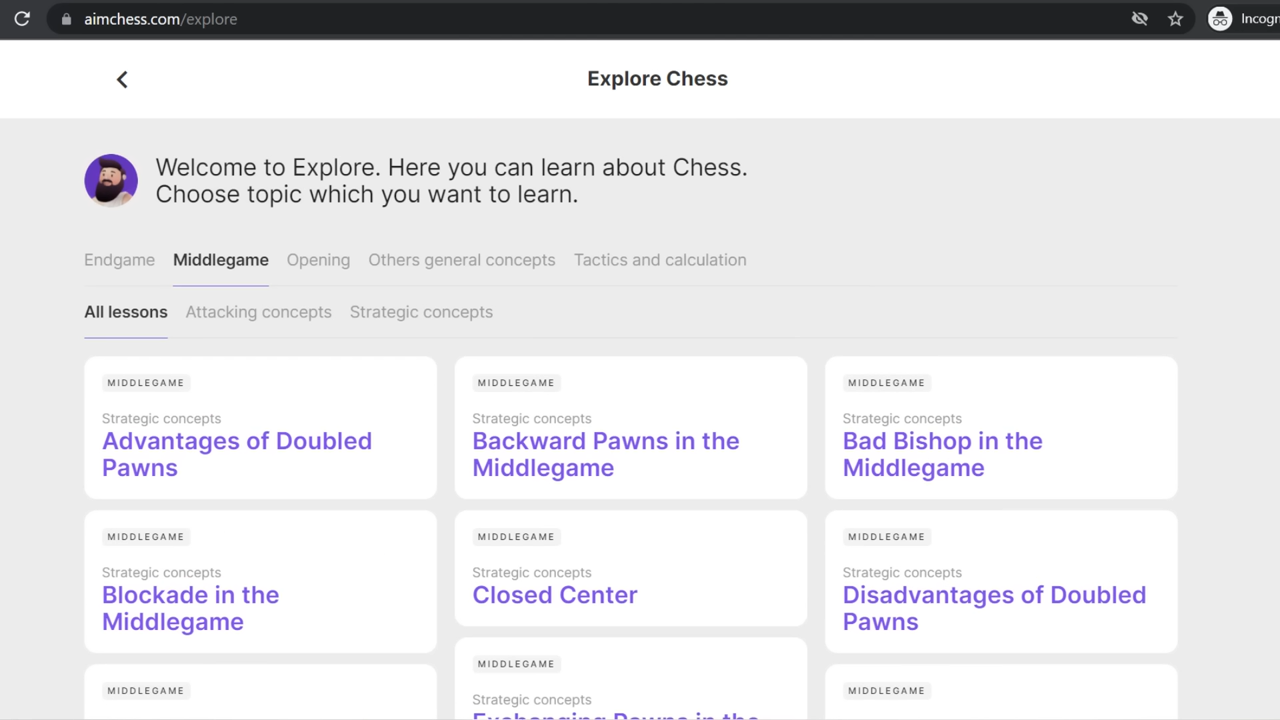 aimchess.com/explore
Incogn
Explore Chess
Welcome to Explore. Here you can learn about Chess.
Choose topic which you want to learn.
Endgame Middlegame Opening Others general concepts Tactics and calculation
All lessons Attacking concepts Strategic concepts
MIDDLEGAME
Strategic concepts
Advantages of Doubled
Pawns
MIDDLEGAME
Strategic concepts
Backward Pawns in the
Middlegame
MIDDLEGAME
Strategic concepts
Bad Bishop in the
Middlegame
MIDDLEGAME
Strategic concepts
Blockade in the
Middlegame
MIDDLEGAME
Strategic concepts
Closed Center
MIDDLEGAME
Strategic concepts
Disadvantages of Doubled
Pawns
MIDDLEGAME
MIDDLEGAME
Strategic concepts
Exchanging Pawns in the
MIDDLEGAME